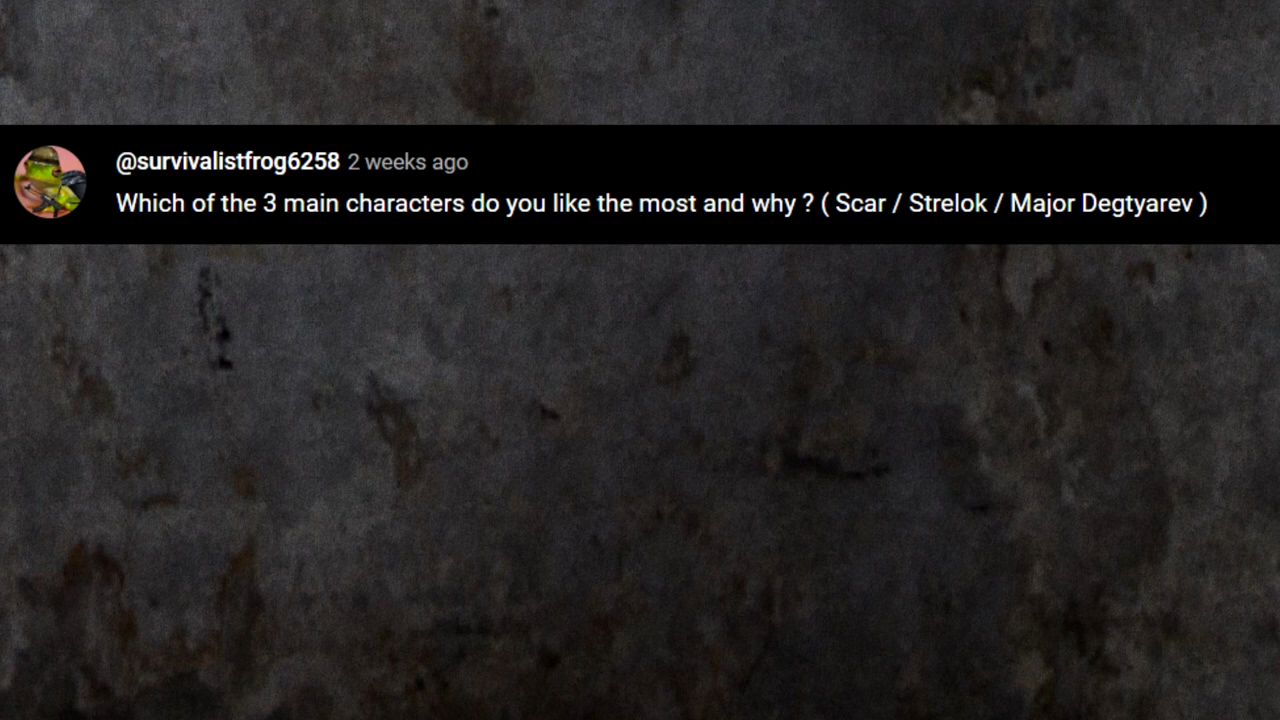 @survivalistfrog6258 2 weeks ago
Which of the 3 main characters do you like the most and why ? ( Scar / Strelok / Major Degtyarev )